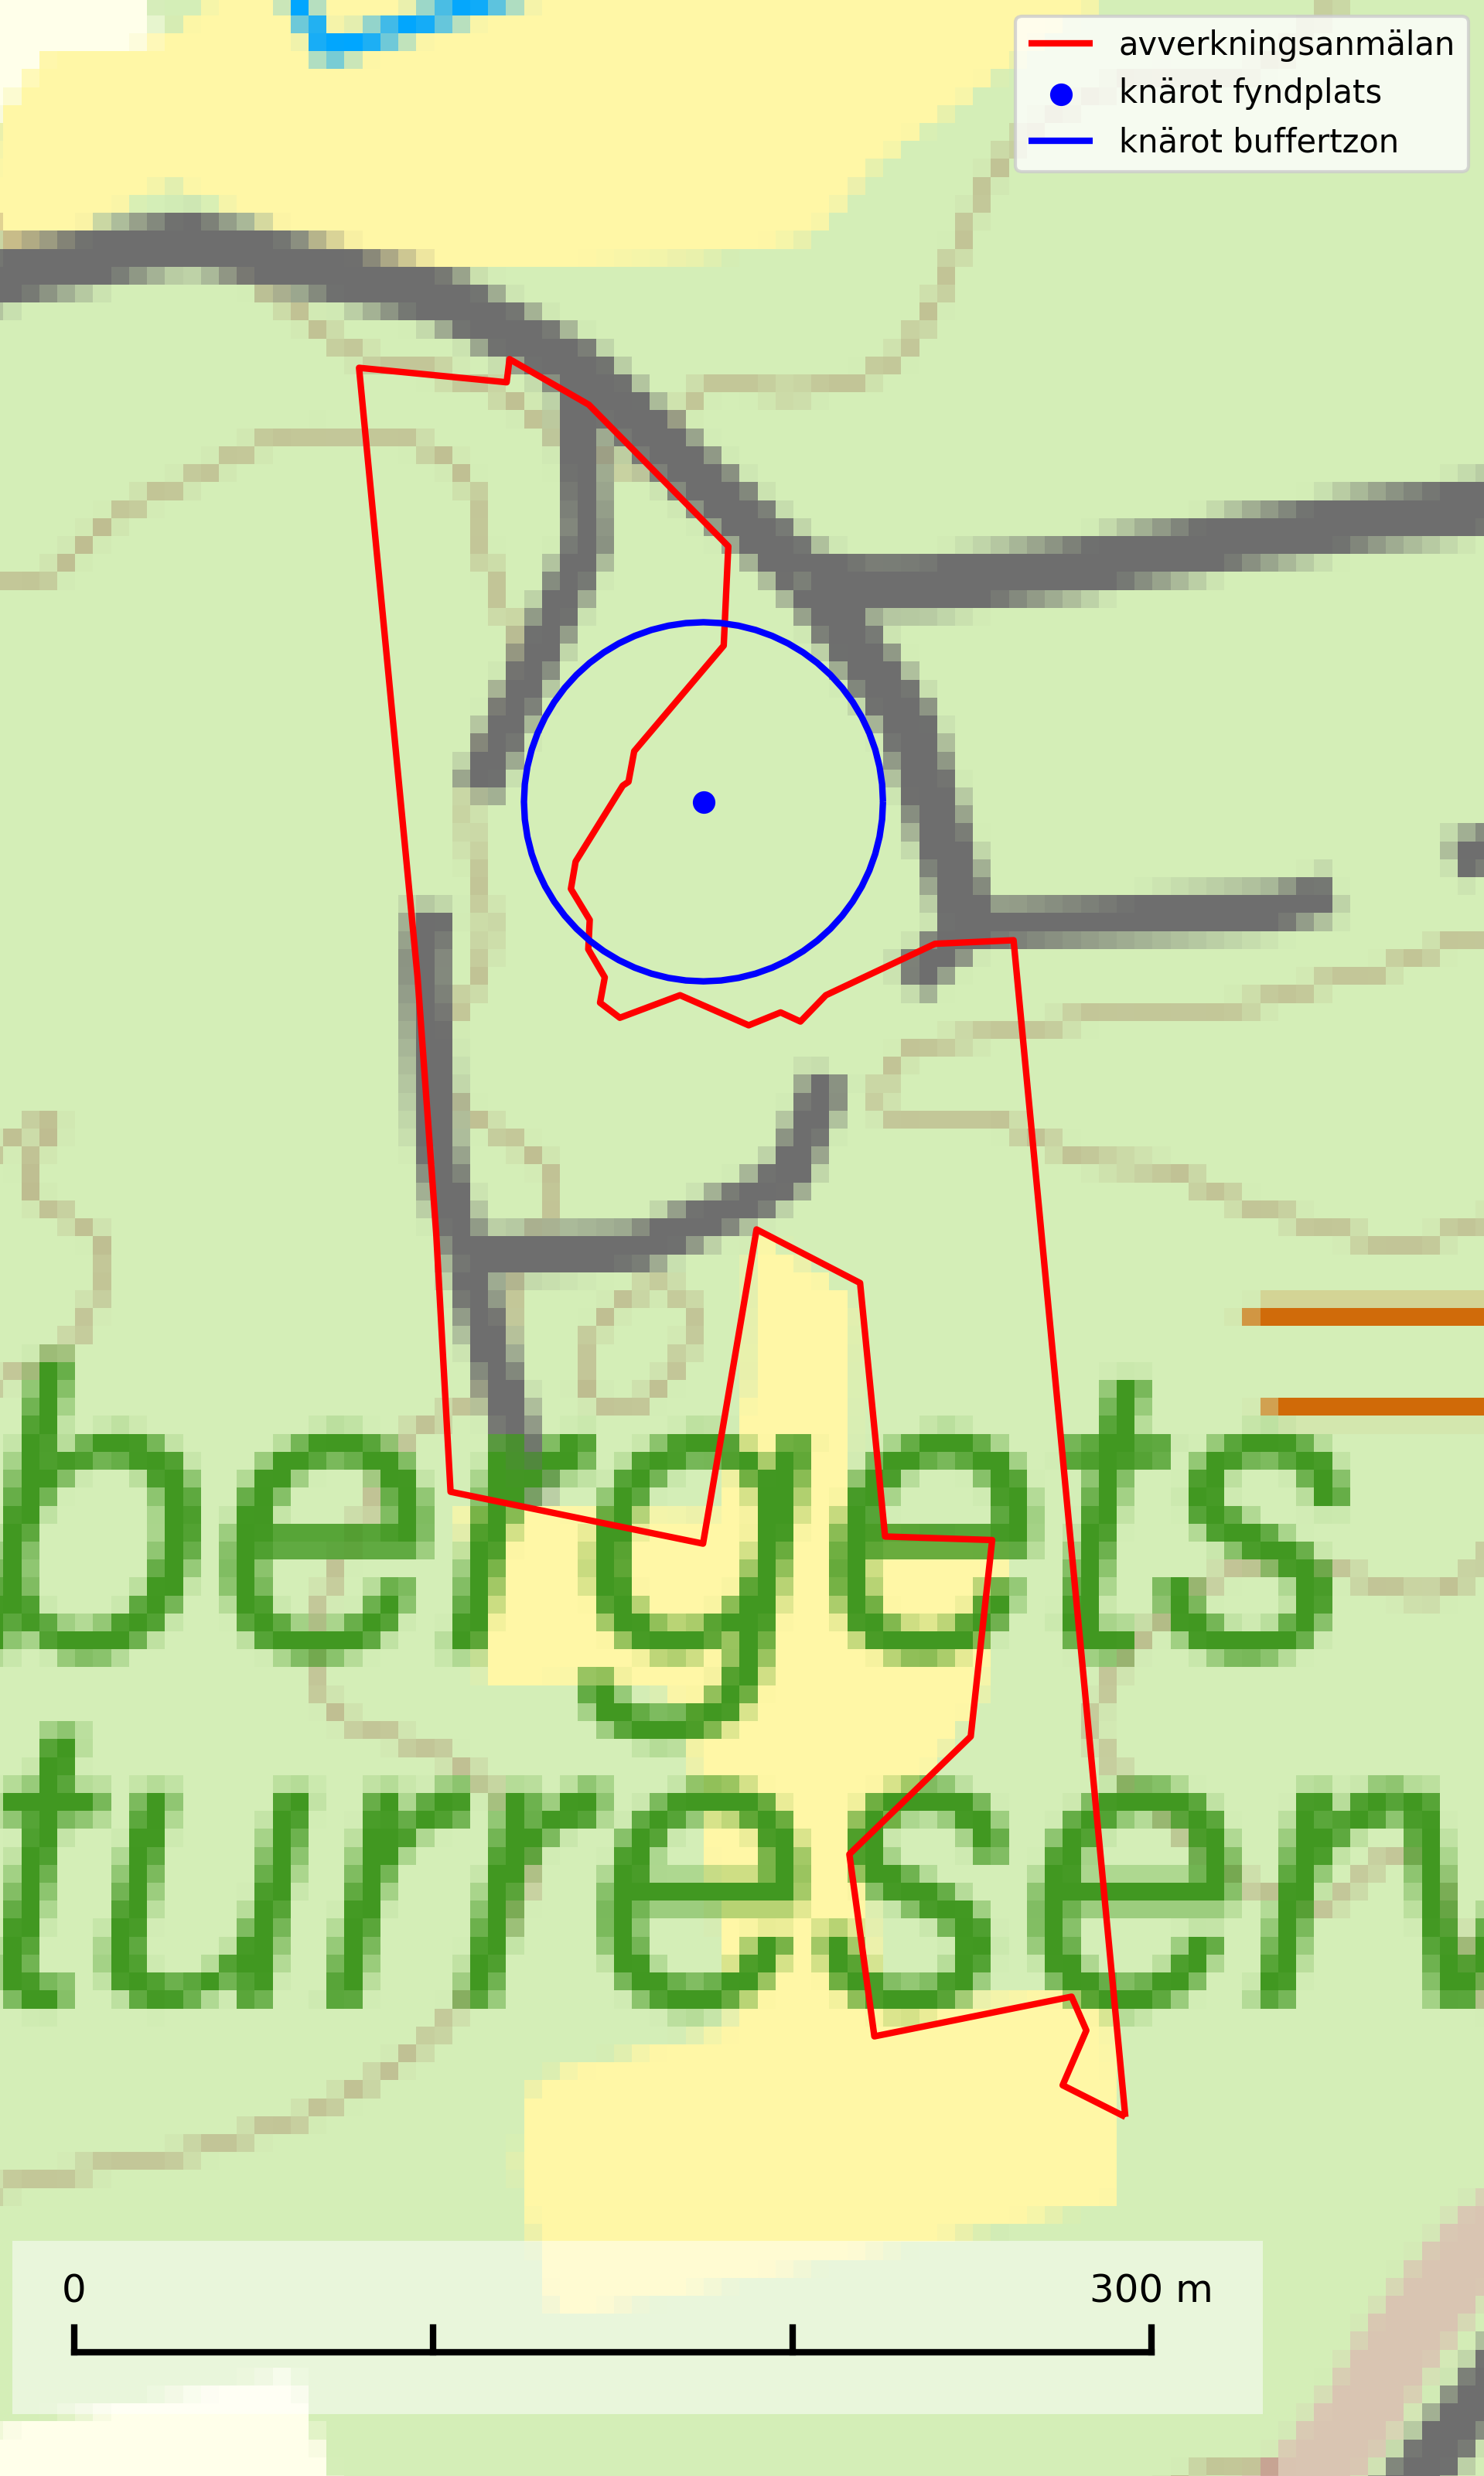 avverkningsanmälan
knärot fyndplats
knärot buffertzon
bergets
turresen
0 300 m